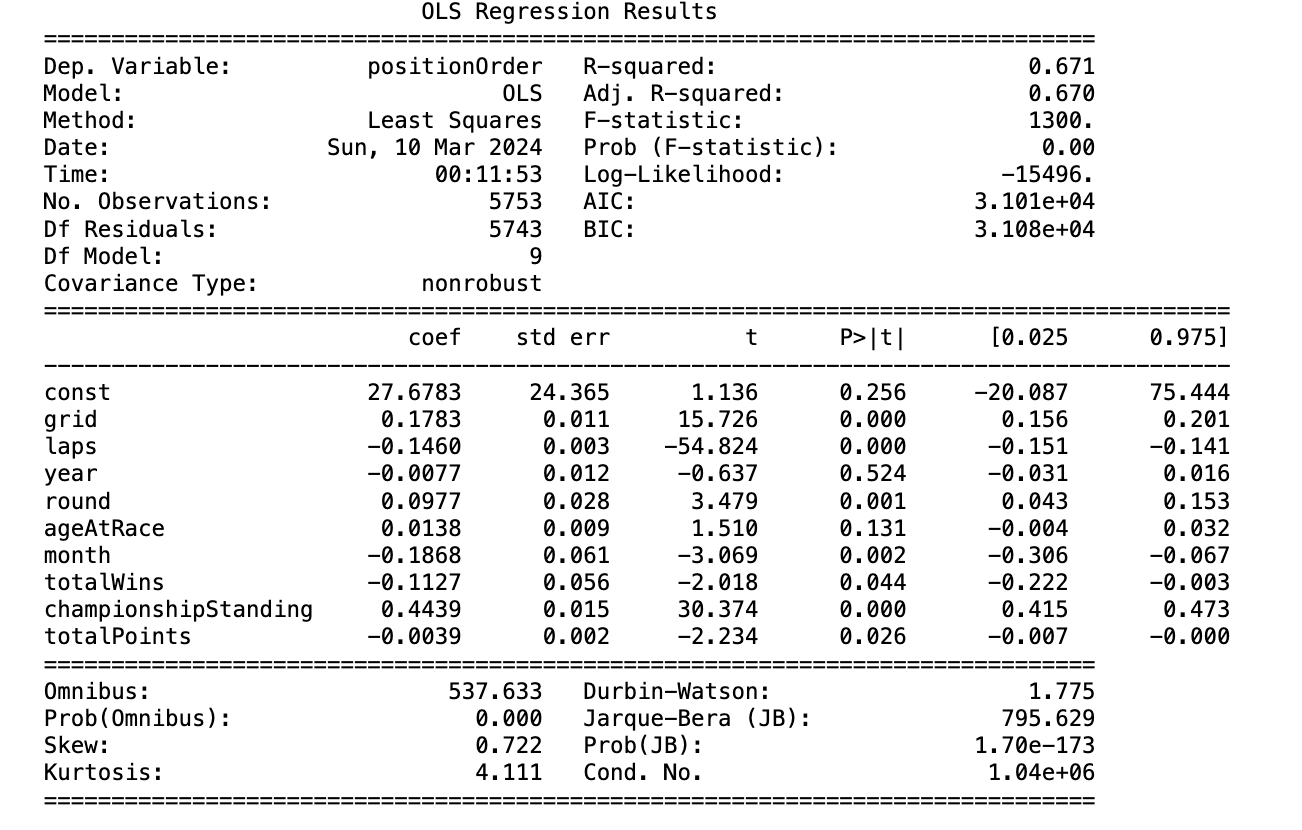 OLS Regression Results
==============================================================================
Dep. Variable: positionOrder R-squared: 0.671
Model: OLS Adj. R-squared: 0.670
Method: Least Squares F-statistic: 1300.
Date: Sun, 10 Mar 2024 Prob (F-statistic): 0.00
Time: 00:11:53 Log-Likelihood: -15496.
No. Observations: 5753 AIC: 3.101e+04
Df Residuals: 5743 BIC: 3.108e+04
Df Model: 9
Covariance Type: nonrobust
========================================================================================
coef std err t P>|t| [0.025 0.975]
----------------------------------------------------------------------------------------
const 27.6783 24.365 1.136 0.256 -20.087 75.444
grid 0.1783 0.011 15.726 0.000 0.156 0.201
laps -0.1460 0.003 -54.824 0.000 -0.151 -0.141
year -0.0077 0.012 -0.637 0.524 -0.031 0.016
round 0.0977 0.028 3.479 0.001 0.043 0.153
ageAtRace 0.0138 0.009 1.510 0.131 -0.004 0.032
month -0.1868 0.061 -3.069 0.002 -0.306 -0.067
totalWins -0.1127 0.056 -2.018 0.044 -0.222 -0.003
championshipStanding 0.4439 0.015 30.374 0.000 0.415 0.473
totalPoints -0.0039 0.002 -2.234 0.026 -0.007 -0.000
==============================================================================
Omnibus: 537.633 Durbin-Watson: 1.775
Prob(Omnibus): 0.000 Jarque-Bera (JB): 795.629
Skew: 0.722 Prob(JB): 1.70e-173
Kurtosis: 4.111 Cond. No. 1.04e+06
==============================================================================